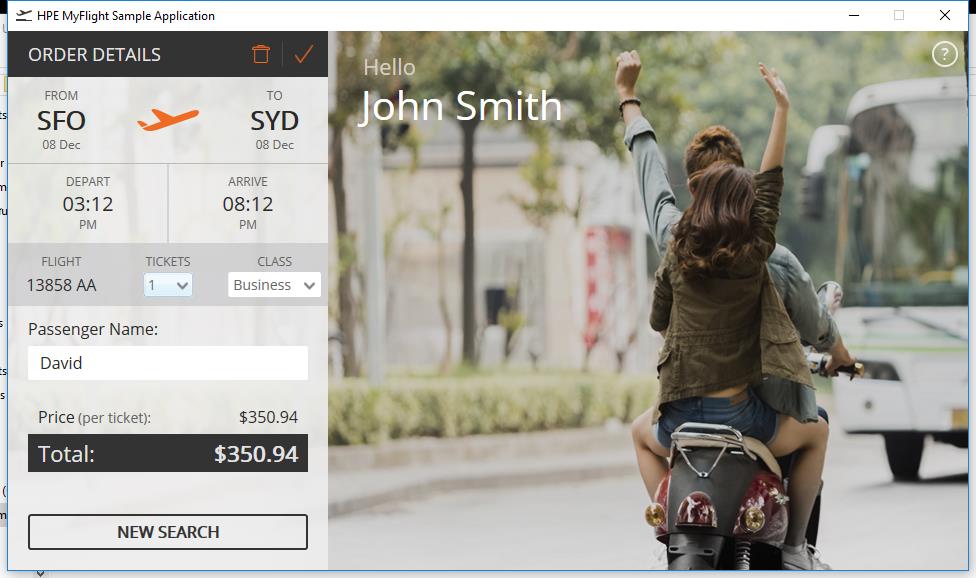 HPE MyFlight Sample Application
ORDER DETAILS
FROM
TO
SFO
SYD
08 Dec
08 Dec
DEPART
ARRIVE
03:12
08:12
PM
PM
FLIGHT
TICKETS
CLASS
13858 AA
1
Business
Passenger Name:
David
Price (per ticket):
$350.94
Total:
$350.94
NEW SEARCH
Hello
John Smith
?